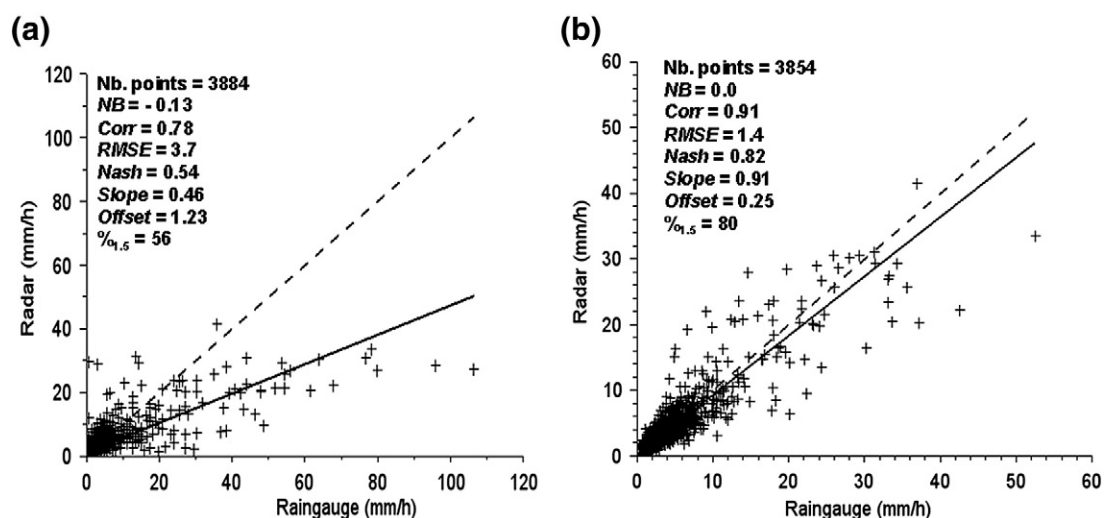 (a)
Nb. points = 3884
NB = - 0.13
Corr = 0.78
RMSE = 3.7
Nash = 0.54
Slope = 0.46
Offset = 1.23
%1.5 = 56
120
100
80
60
40
20
0
Radar (mm/h)
0 20 40 60 80 100 120
Raingauge (mm/h)
(b)
Nb. points = 3854
NB = 0.0
Corr = 0.91
RMSE = 1.4
Nash = 0.82
Slope = 0.91
Offset = 0.25
%1.5 = 80
60
50
40
30
20
10
0
Radar (mm/h)
0 10 20 30 40 50 60
Raingauge (mm/h)